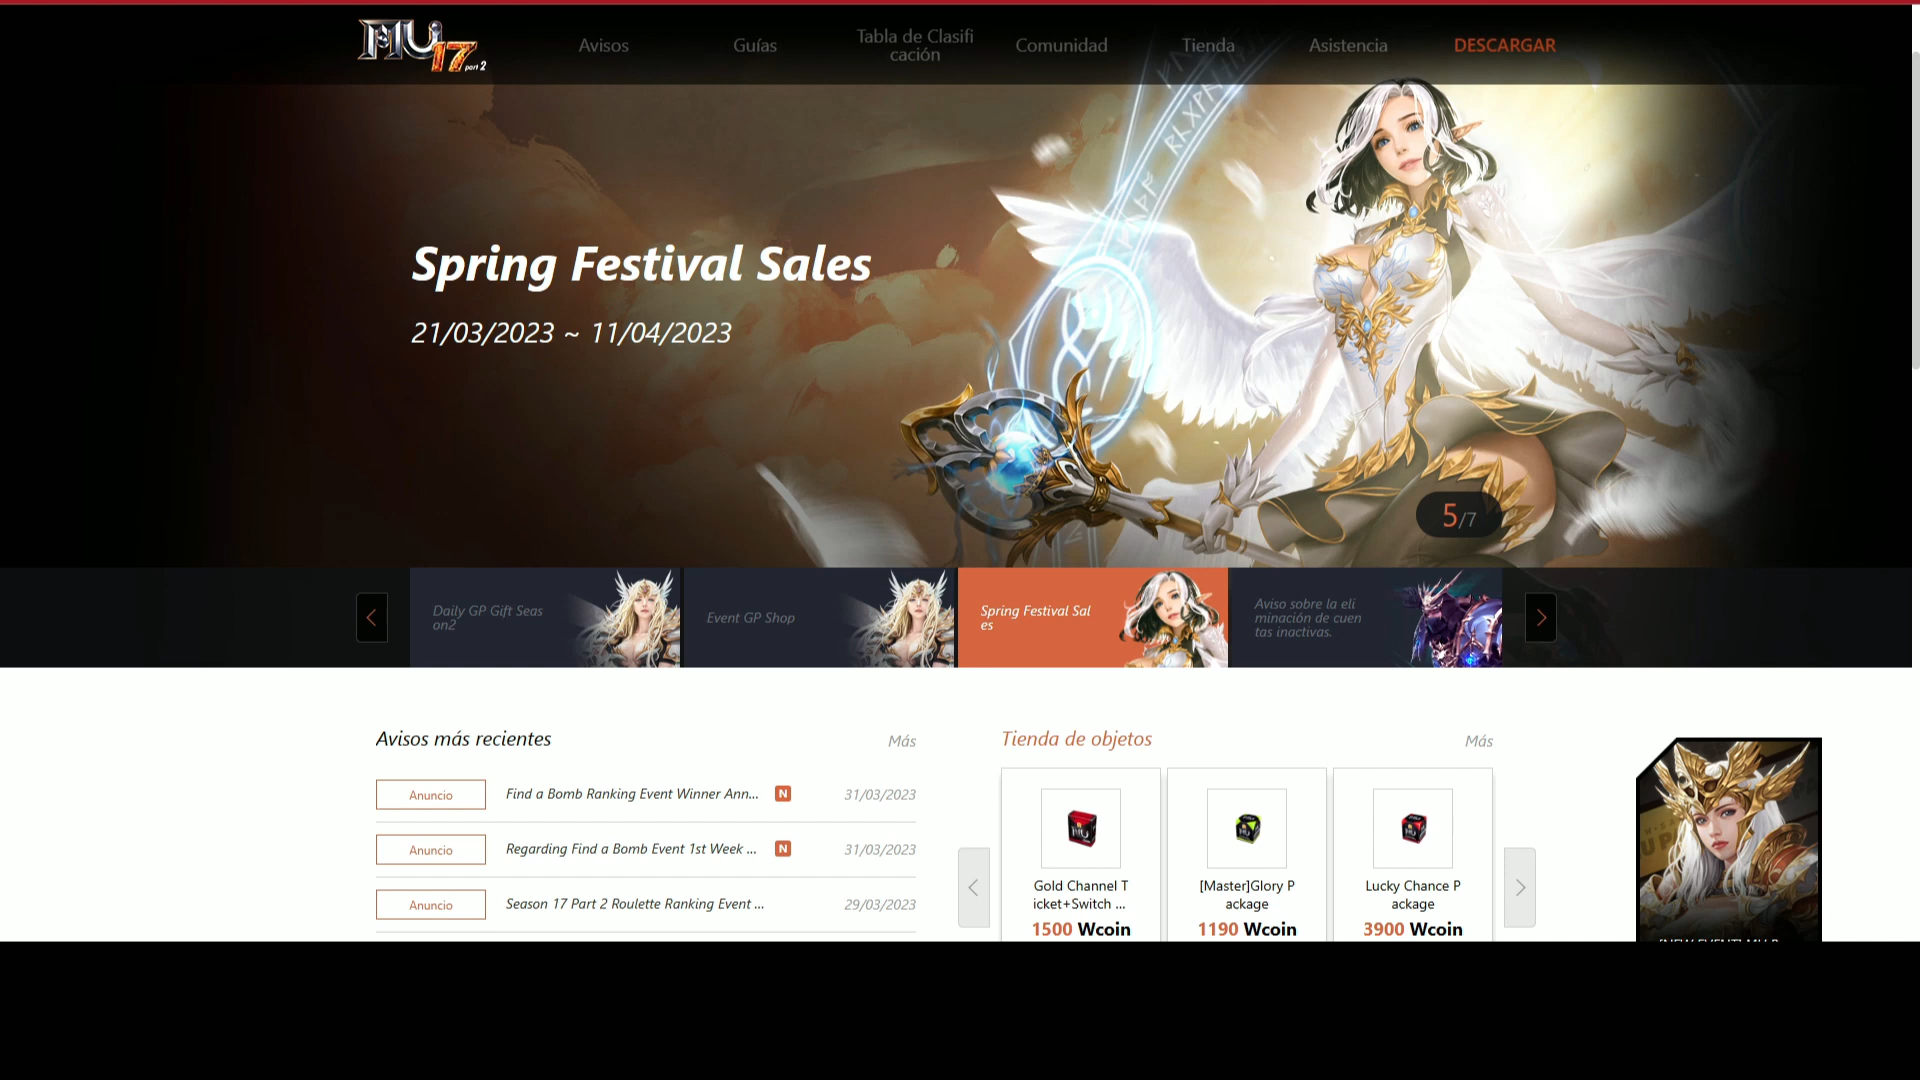 MU 17 part 2
Avisos
Guías
Tabla de Clasifi
cación
Comunidad
Tienda
Asistencia
DESCARGAR
Spring Festival Sales
21/03/2023 ~ 11/04/2023
5/7
Daily GP Gift Seas
on2
Event GP Shop
Spring Festival Sal
es
Aviso sobre la eli
minación de cuen
tas inactivas.
Avisos más recientes
Más
Anuncio
Find a Bomb Ranking Event Winner Ann...
N
31/03/2023
Anuncio
Regarding Find a Bomb Event 1st Week ...
N
31/03/2023
Anuncio
Season 17 Part 2 Roulette Ranking Event ...
29/03/2023
Tienda de objetos
Más
Gold Channel T
icket+Switch ...
1500 Wcoin
[Master]Glory P
ackage
1190 Wcoin
Lucky Chance P
ackage
3900 Wcoin